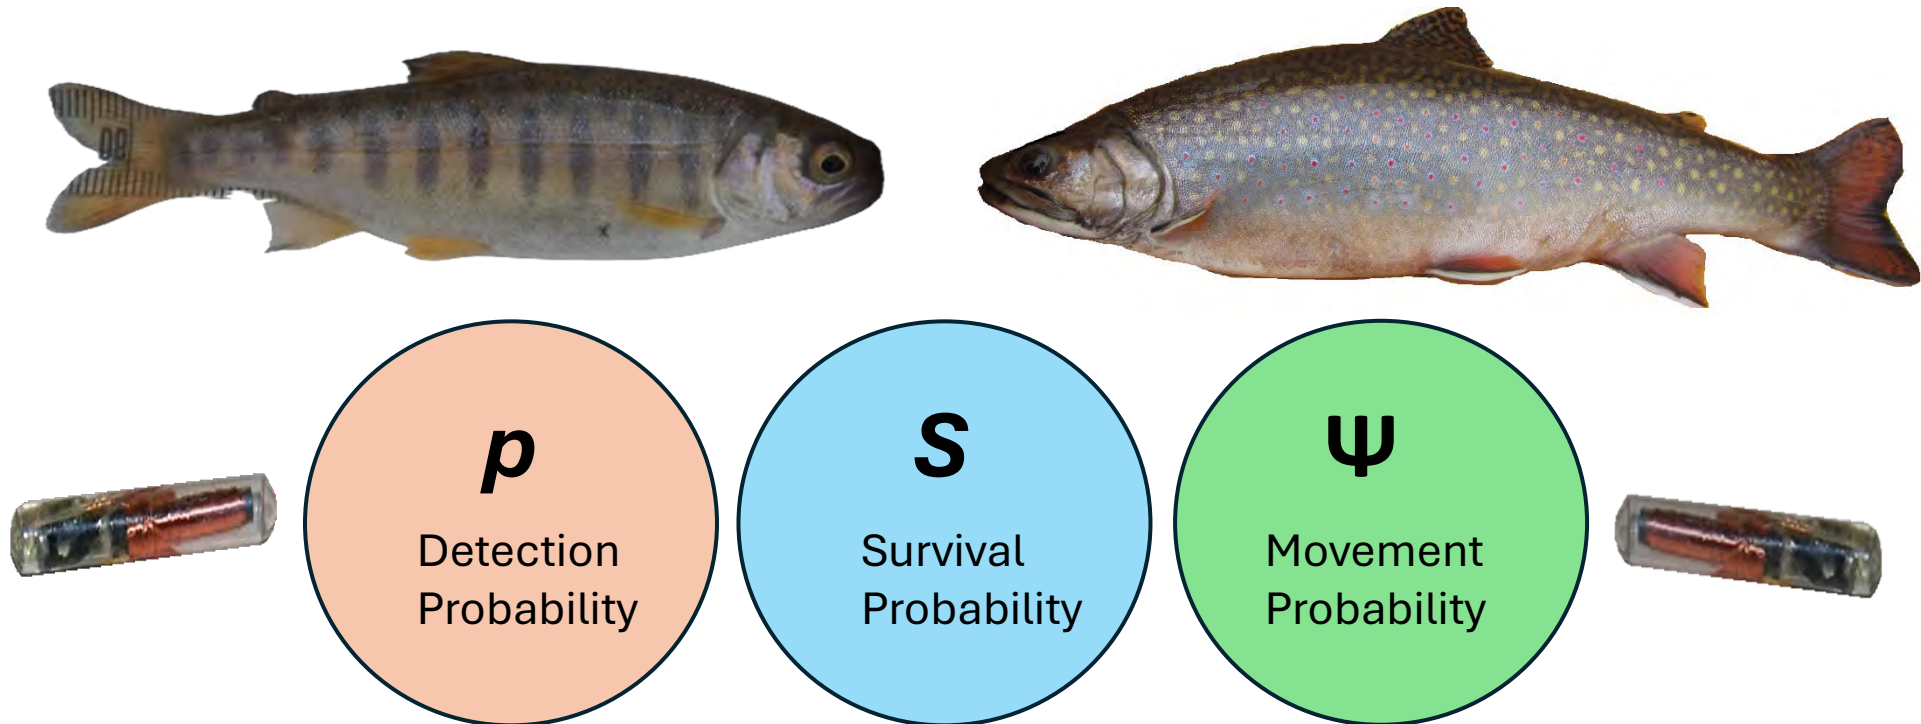 p
Detection
Probability
S
Survival
Probability
Ψ
Movement
Probability